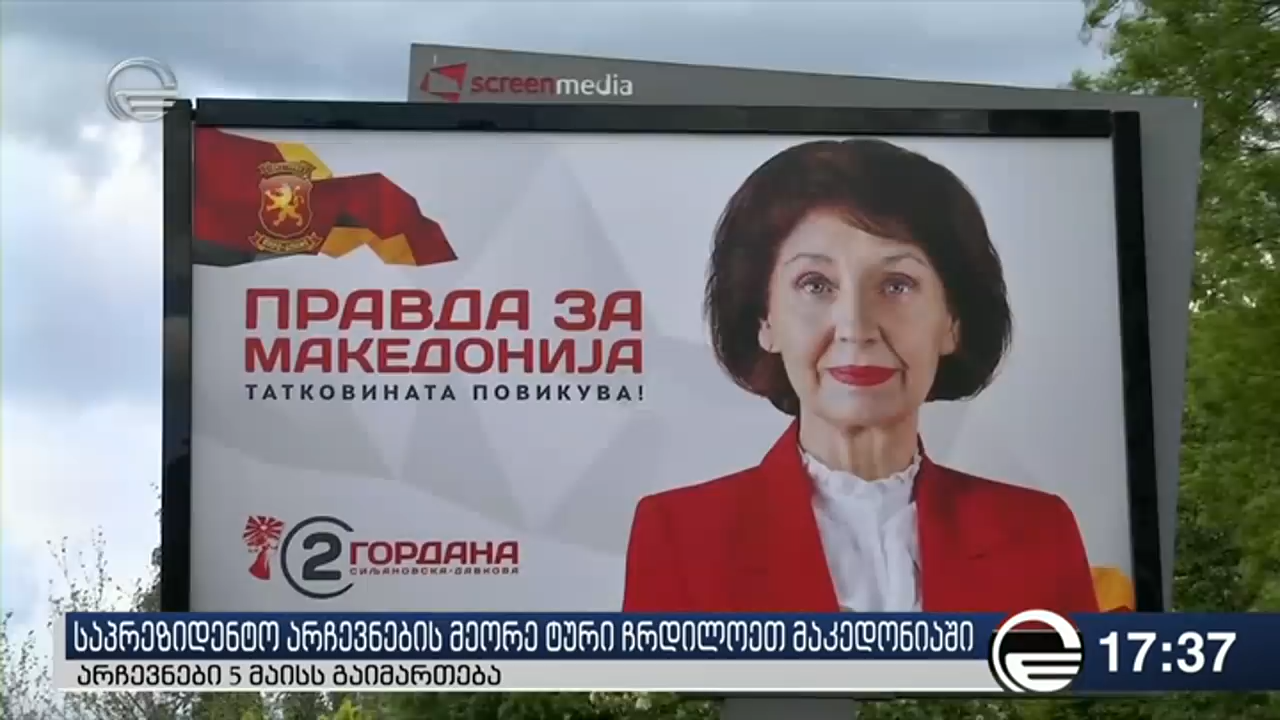 screenmedia
ПРАВДА ЗА
МАКЕДОНИЈА
ТАТКОВИНАТА ПОВИКУВА!
2 ГОРДАНА
СИЉАНОВСКА-ДАВКОВА
საპრეზიდენტო არჩევნების მეორე ტური ჩრდილოეთ მაკედონიაში
არჩევნები 5 მაისს გაიმართება
17:37